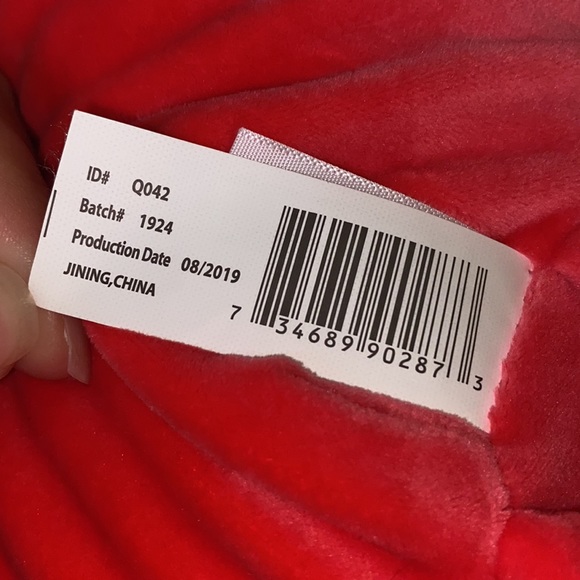 ID# Q042
Batch# 1924
Production Date 08/2019
JINING,CHINA
7 34689 90287 3